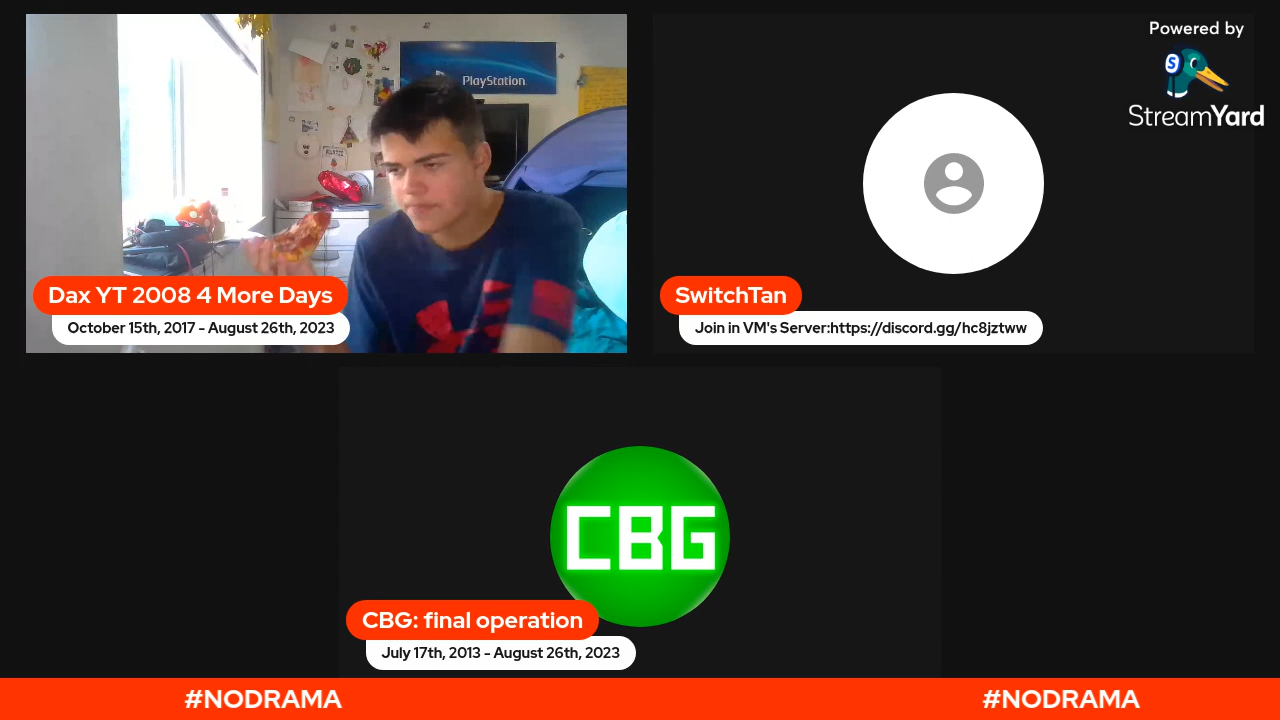 Powered by
StreamYard
PlayStation
Dax YT 2008 4 More Days
October 15th, 2017 - August 26th, 2023
SwitchTan
Join in VM's Server:https://discord.gg/hc8jztww
CBG
CBG: final operation
July 17th, 2013 - August 26th, 2023
#NODRAMA
#NODRAMA